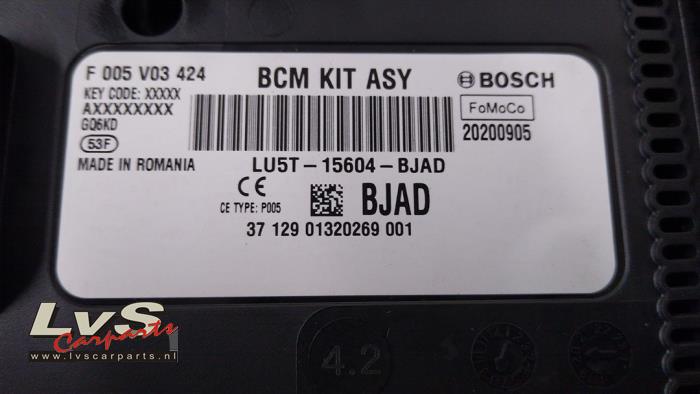 F 005 V03 424
BCM KIT ASY
BOSCH
KEY CODE: XXXXX
AXXXXXXXX
GQ6KD
53F
FoMoCo
20200905
MADE IN ROMANIA
LU5T-15604-BJAD
CE
CE TYPE: P005
BJAD
37 129 01320269 001
LvS
Carparts
www.lvscarparts.nl
4.2